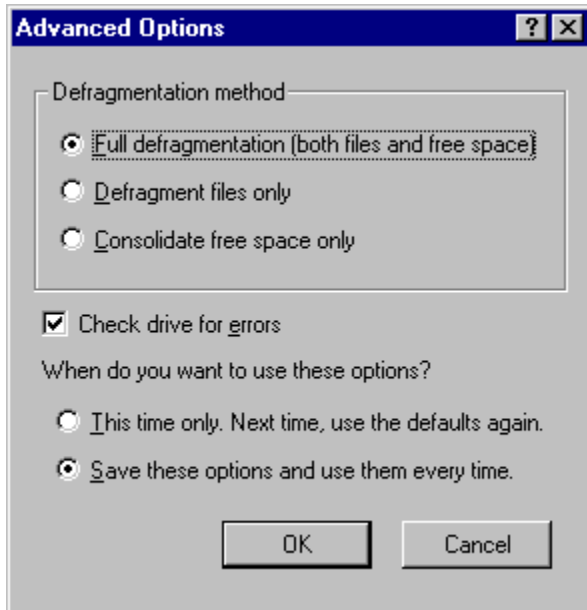 Advanced Options
Defragmentation method
Full defragmentation (both files and free space)
Defragment files only
Consolidate free space only
Check drive for errors
When do you want to use these options?
This time only. Next time, use the defaults again.
Save these options and use them every time.
OK Cancel